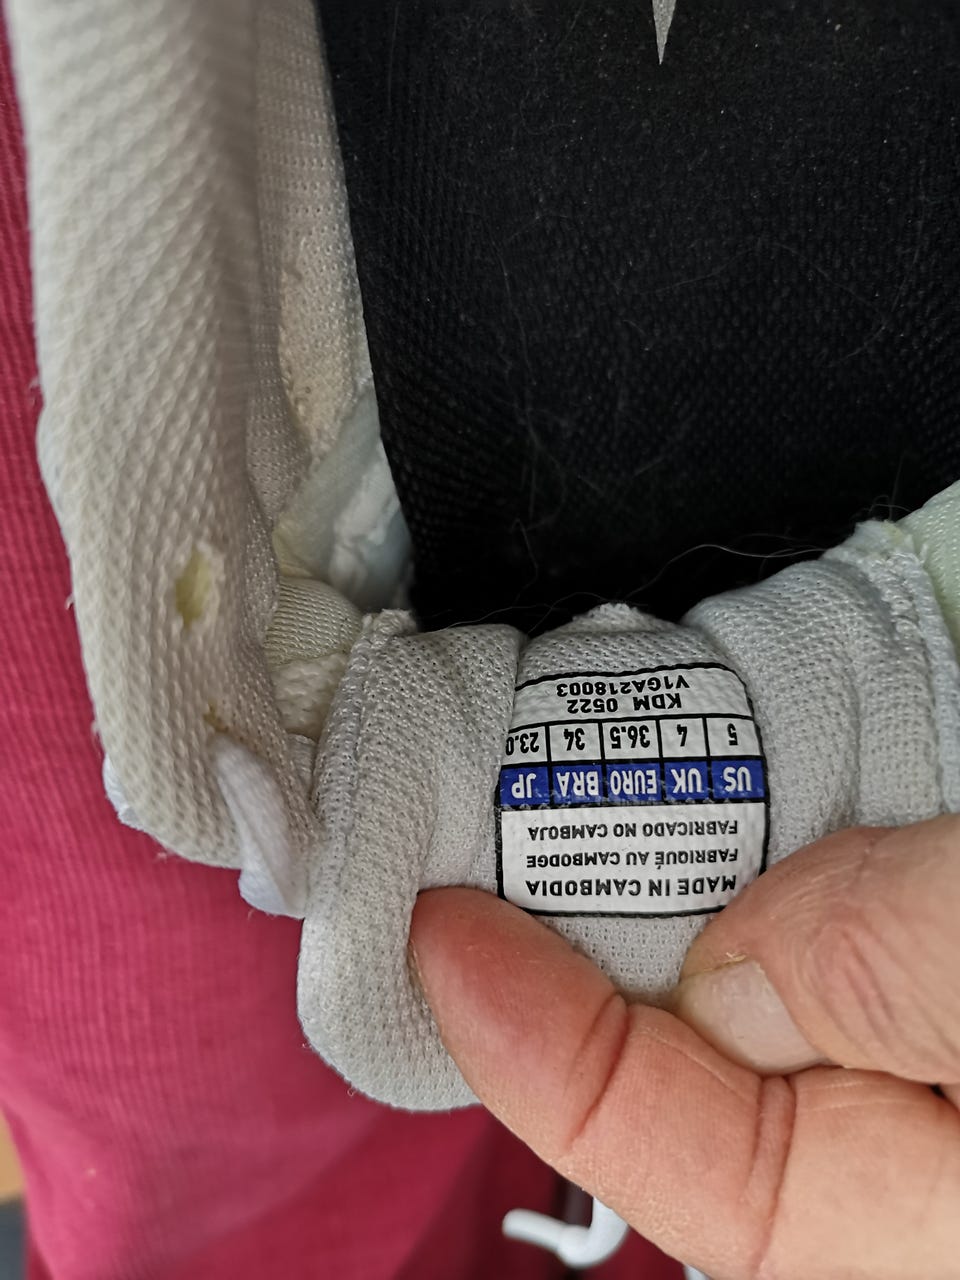 MADE IN CAMBODIA
FABRIQUÉ AU CAMBODGE
FABRICADO NO CAMBOJA
US UK EURO BRA JP
5 4 36.5 34 23.0
KDM 0522
V1GA218003